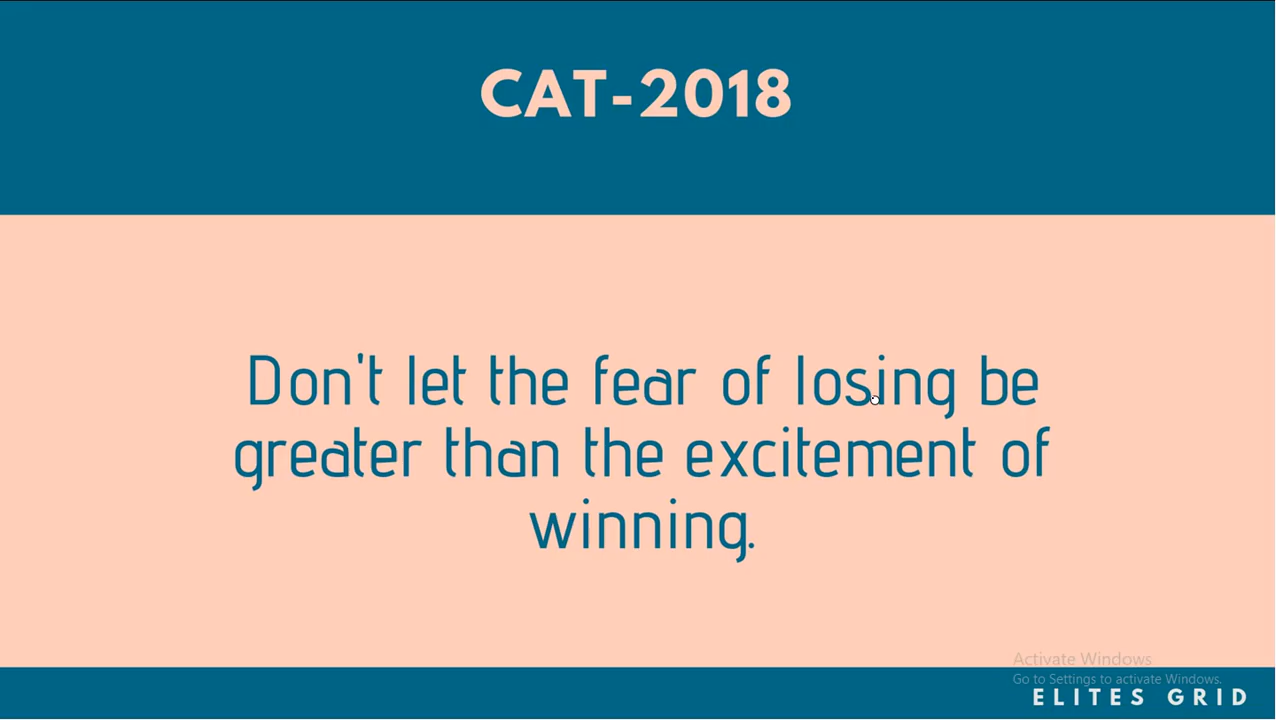 CAT-2018
Don't let the fear of losing be
greater than the excitement of
winning.
Activate Windows
Go to Settings to activate Windows.
ELITES GRID